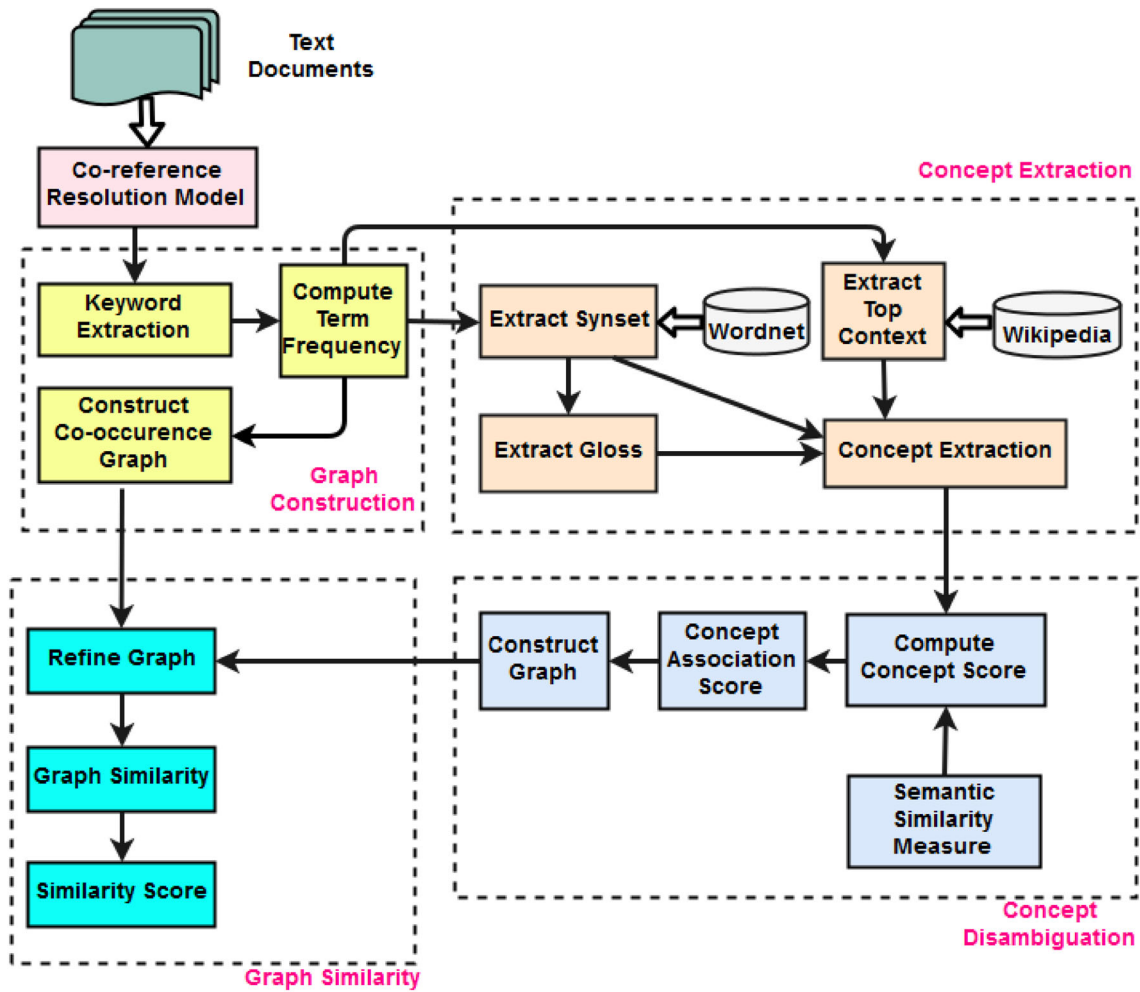 Text
Documents
Co-reference
Resolution Model
Concept Extraction
Keyword
Extraction
Compute
Term
Frequency
Construct
Co-occurence
Graph
Graph
Construction
Extract Synset
Wordnet
Extract
Top
Context
Wikipedia
Extract Gloss
Concept Extraction
Refine Graph
Graph Similarity
Similarity Score
Graph Similarity
Construct
Graph
Concept
Association
Score
Compute
Concept Score
Semantic
Similarity
Measure
Concept
Disambiguation